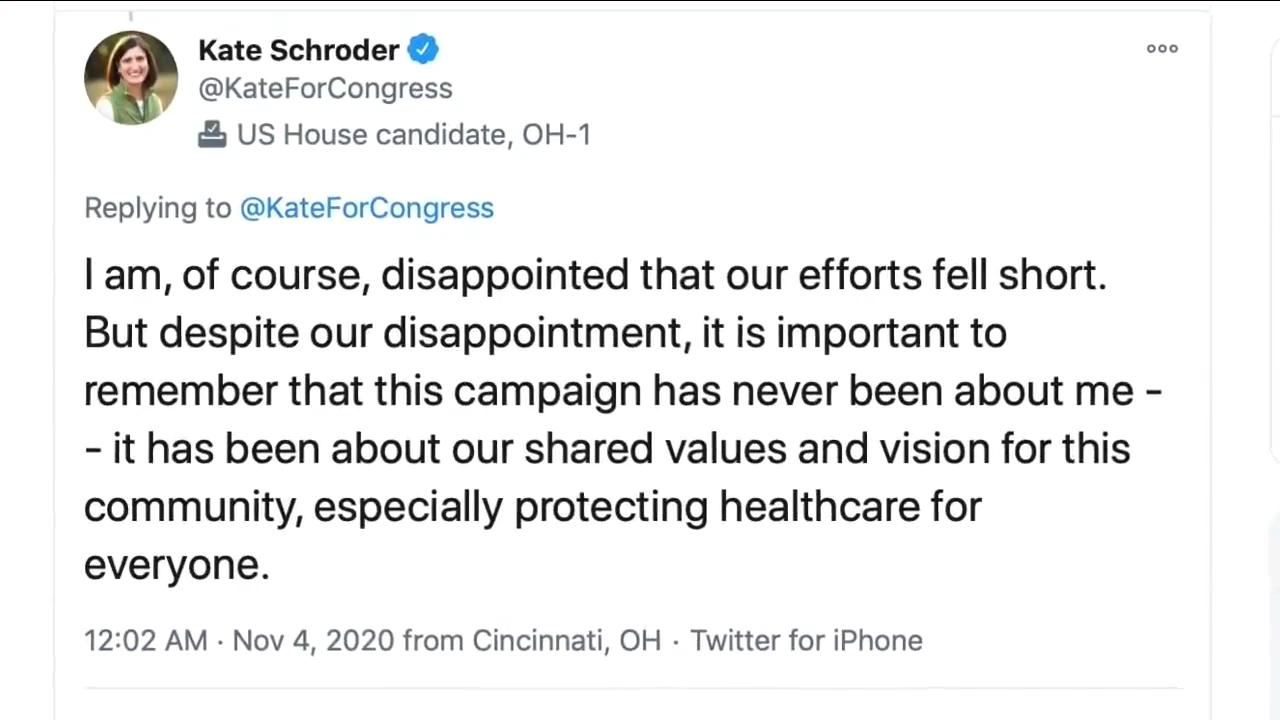 Kate Schroder
@KateForCongress
US House candidate, OH-1
Replying to @KateForCongress
I am, of course, disappointed that our efforts fell short.
But despite our disappointment, it is important to
remember that this campaign has never been about me -
- it has been about our shared values and vision for this
community, especially protecting healthcare for
everyone.
12:02 AM · Nov 4, 2020 from Cincinnati, OH · Twitter for iPhone